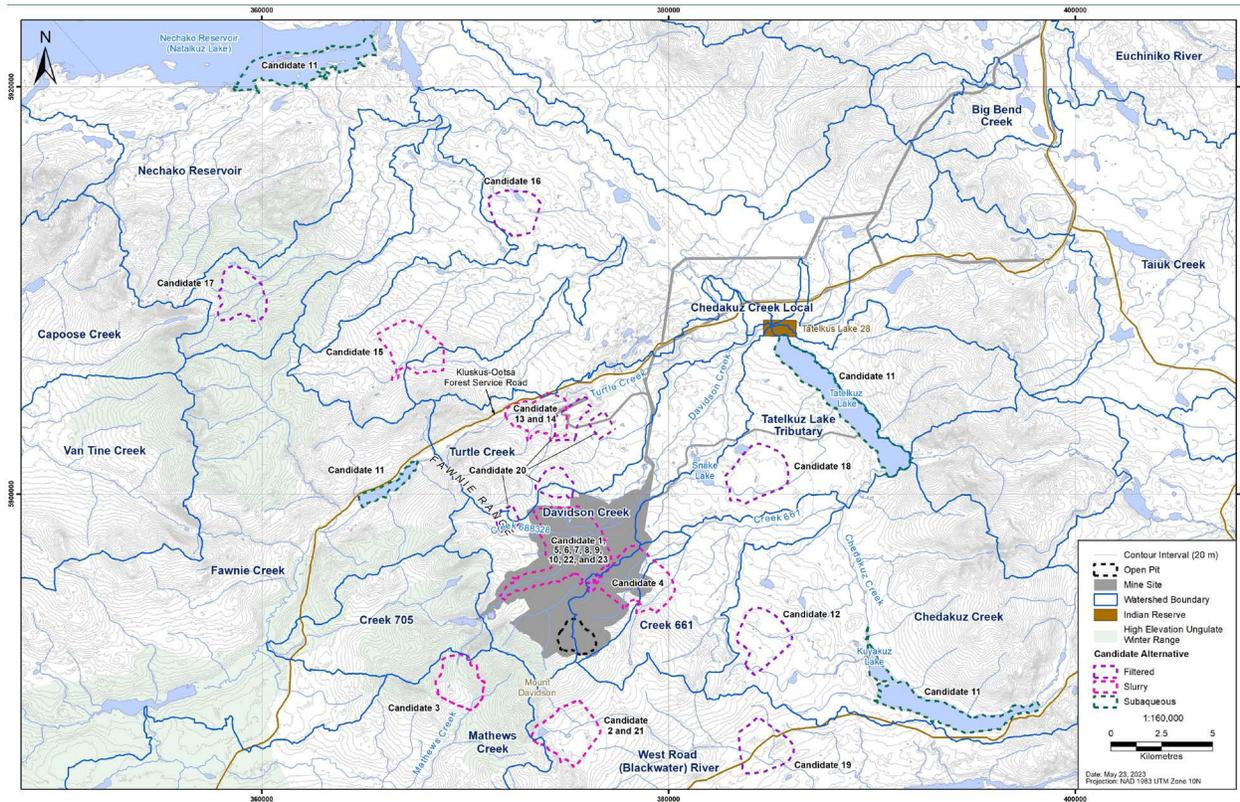 360000
380000
400000
Nechako Reservoir
(Natalkuz Lake)
N
Candidate 11
Euchiniko River
5920000
Big Bend
Creek
Nechako Reservoir
Candidate 16
Candidate 17
Taiuk Creek
Capoose Creek
Chedakuz Creek Local
Tatelkus Lake 28
Candidate 15
Kluskus-Ootsa
Forest Service Road
Candidate 11
Turtle Creek
Davidson Creek
Tatelkuz
Lake
Candidate
13 and 14
Tatelkuz Lake
Tributary
Van Tine Creek
Turtle Creek
Candidate 11
Candidate 20
FAWNIE RANGE
Snake
Lake
Candidate 18
Davidson Creek
Creek 661
Candidate 1,
5, 6, 7, 8, 9,
10, 22, and 23
Chedakuz Creek
Fawnie Creek
Candidate 4
Creek 705
Creek 661
Candidate 12
Chedakuz Creek
Kuyakuz
Lake
Mount
Davidson
Candidate 11
Candidate 3
Mathews Creek
Mathews
Creek
Candidate
2 and 21
West Road
(Blackwater) River
Candidate 19
Contour Interval (20 m)
Open Pit
Mine Site
Watershed Boundary
Indian Reserve
High Elevation Ungulate
Winter Range
Candidate Alternative
Filtered
Slurry
Subaqueous
1:160,000
0 2.5 5
Kilometres
Date: May 23, 2023
Projection: NAD 1983 UTM Zone 10N
360000
380000
400000